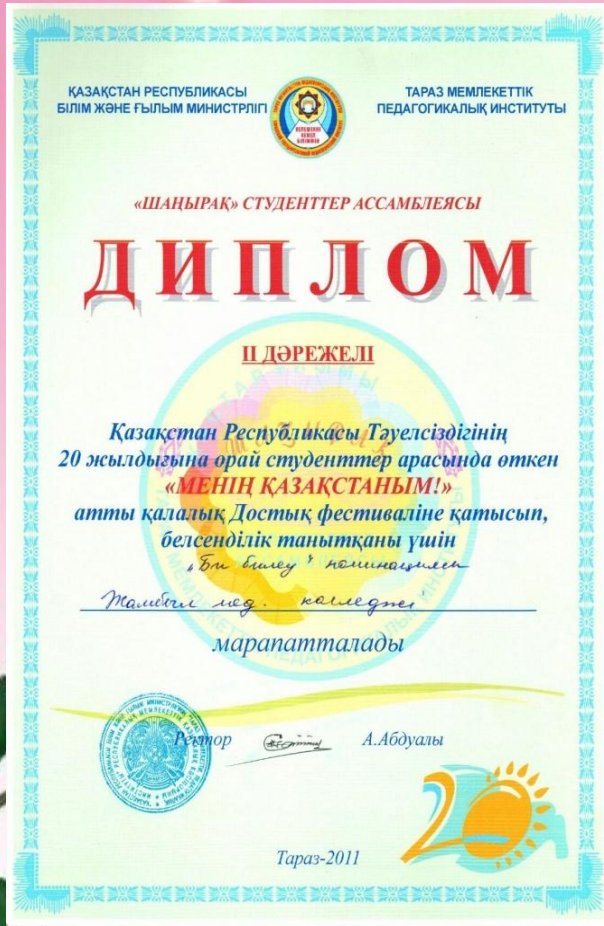 ҚАЗАҚСТАН РЕСПУБЛИКАСЫ
БІЛІМ ЖӘНЕ ҒЫЛЫМ МИНИСТРЛІГІ
ТАРАЗ МЕМЛЕКЕТТІК
ПЕДАГОГИКАЛЫҚ ИНСТИТУТЫ
«ШАҢЫРАҚ» СТУДЕНТТЕР АССАМБЛЕЯСЫ
ДИПЛОМ
ІІ ДӘРЕЖЕЛІ
Қазақстан Республикасы Тәуелсіздігінің
20 жылдығына орай студенттер арасында өткен
«МЕНІҢ ҚАЗАҚСТАНЫМ!»
атты қалалық Достық фестиваліне қатысып,
белсенділік танытқаны үшін
"Би билеу" номинациясы
Жамбыл мед. колледжі
марапатталады
Ректор А.Абдуалы
20
Тараз-2011